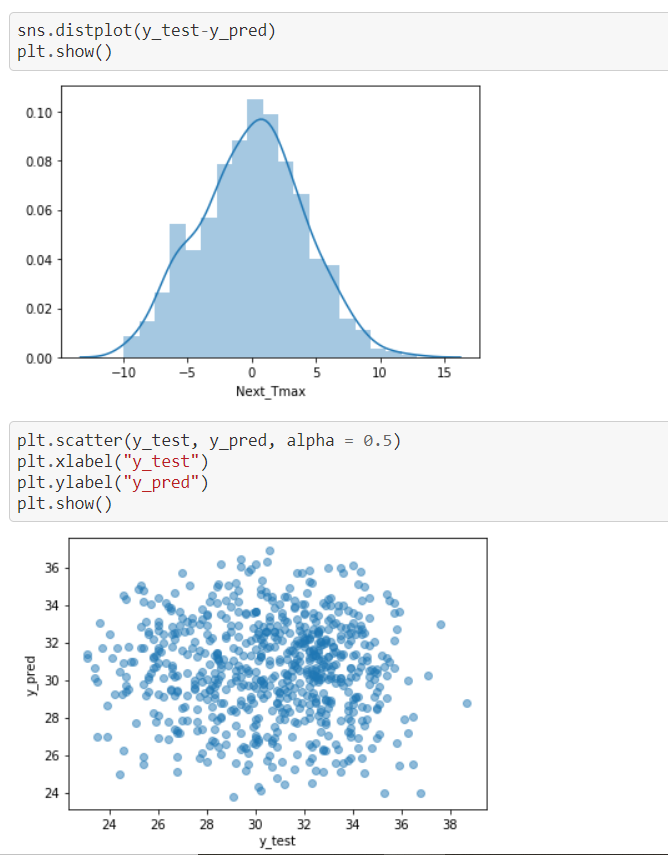 sns.distplot(y_test-y_pred)
plt.show()
0.10
0.08
0.06
0.04
0.02
0.00
−10 −5 0 5 10 15
Next_Tmax
plt.scatter(y_test, y_pred, alpha = 0.5)
plt.xlabel("y_test")
plt.ylabel("y_pred")
plt.show()
36
34
32
30
28
26
24
y_pred
24 26 28 30 32 34 36 38
y_test